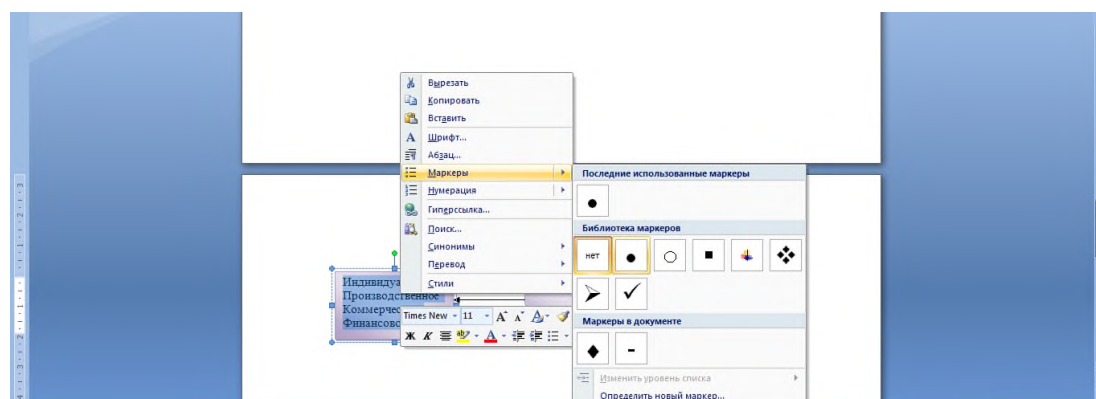 Вырезать
Копировать
Вставить
Шрифт...
Абзац...
Маркеры
Нумерация
Гиперссылка...
Поиск...
Синонимы
Перевод
Стили
Последние использованные маркеры
Библиотека маркеров
нет
Маркеры в документе
Изменить уровень списка
Определить новый маркер...
Индивидуа
Производственное
Коммерчес
Финансово
Times New 11 A A A
Ж К ab A